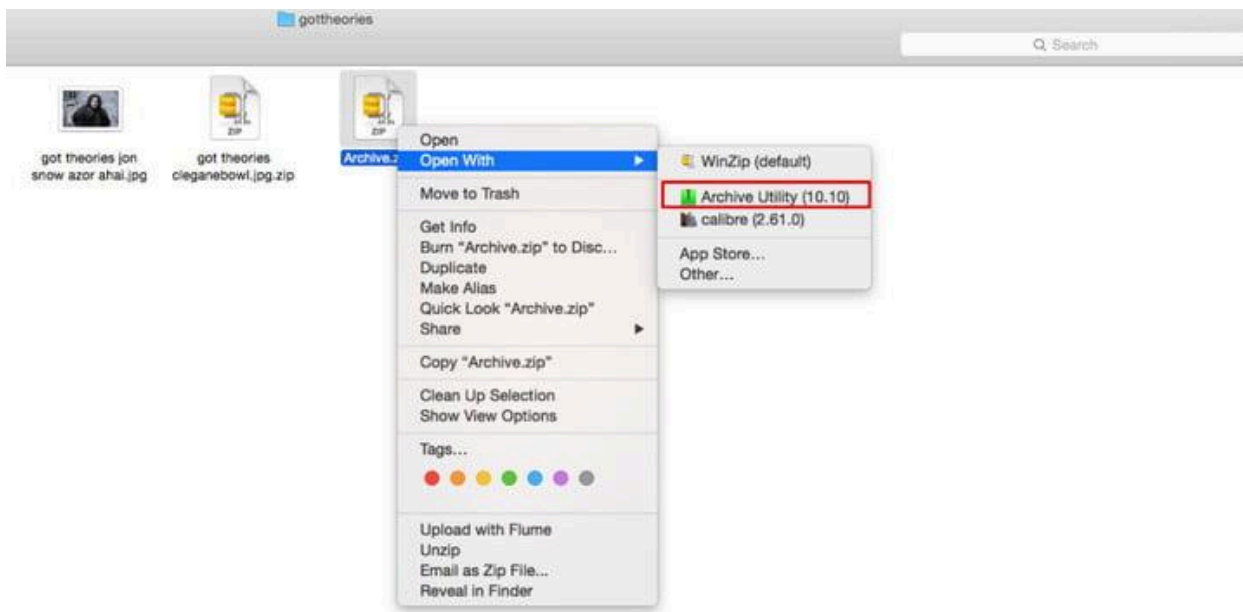 gottheories
Search
got theories jon
snow azor ahai.jpg
ZIP
got theories
cleganebowl.jpg.zip
ZIP
Archive.z
Open
Open With
Move to Trash
Get Info
Burn "Archive.zip" to Disc...
Duplicate
Make Alias
Quick Look "Archive.zip"
Share
Copy "Archive.zip"
Clean Up Selection
Show View Options
Tags...
Upload with Flume
Unzip
Email as Zip File...
Reveal in Finder
WinZip (default)
Archive Utility (10.10)
calibre (2.61.0)
App Store...
Other...